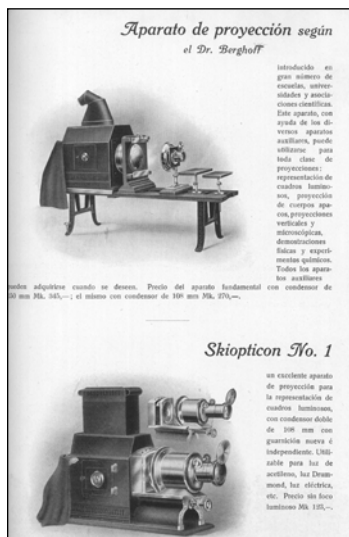 Aparato de proyección según
el Dr. Berghoff
introducido en
gran número de
escuelas, univer-
sidades y asocia-
ciones científicas.
Este aparato, con
ayuda de los di-
versos aparatos
auxiliares, puede
utilizarse para
toda clase de
proyecciones:
representación de
cuadros lumino-
sos, proyección
de cuerpos opa-
cos, proyecciones
verticales y
microscópicas,
demostraciones
físicas y experi-
mentos químicos.
Todos los apara-
tos auxiliares
pueden adquirirse cuando se deseen. Precio del aparato fundamental con condensor de
mm Mk. 345,—; el mismo con condensor de 108 mm Mk. 270,—.
Skiopticon No. 1
un excelente aparato
de proyección para
la representación de
cuadros luminosos,
con condensor doble
de 108 mm con
guarnición nueva é
independiente. Utili-
zable para luz de
acetileno, luz Drum-
mond, luz eléctrica,
etc. Precio sin foco
luminoso Mk 123,—.